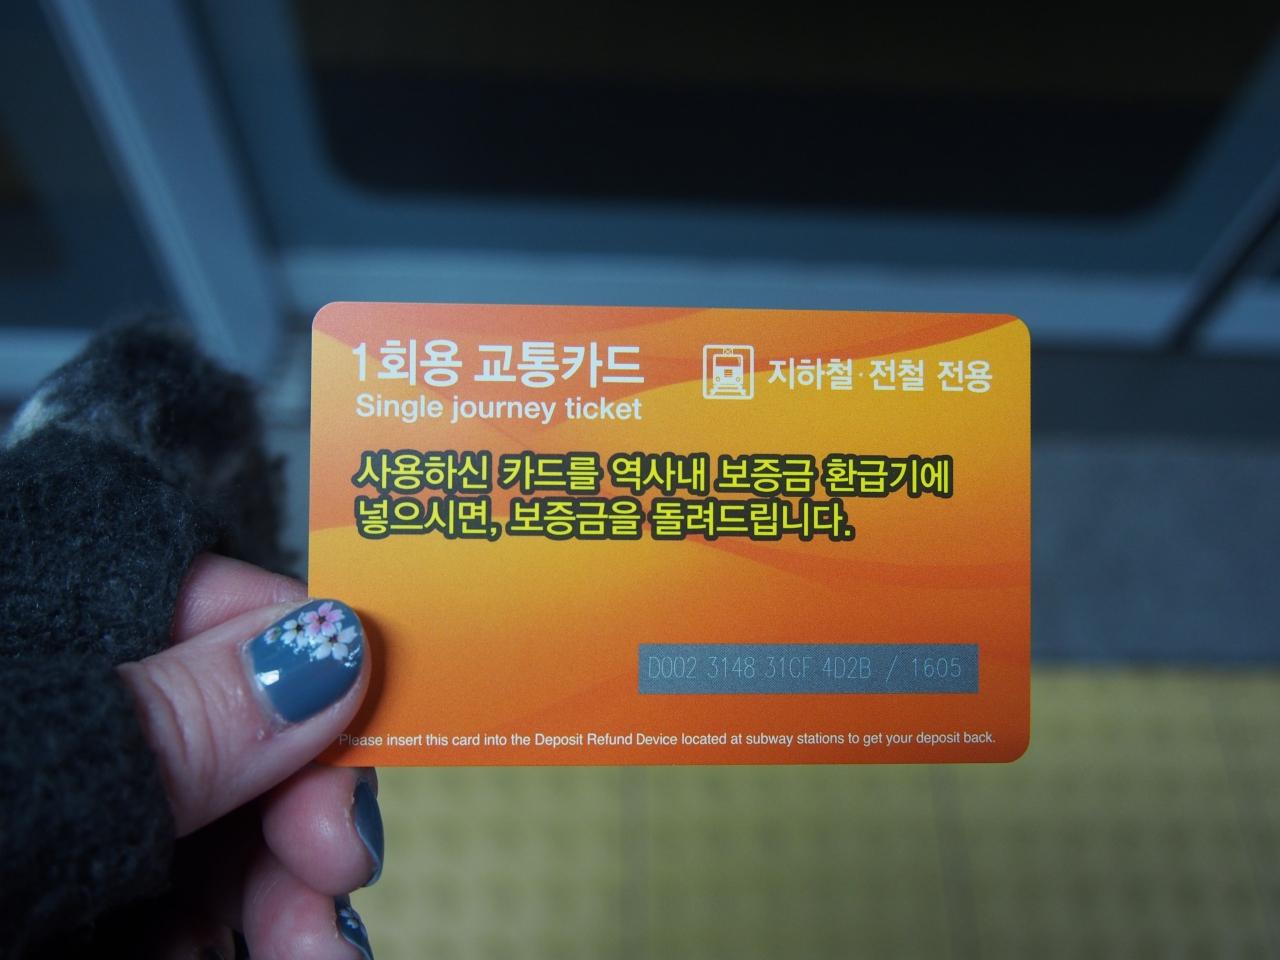 1회용 교통카드
Single journey ticket
지하철·전철 전용
사용하신 카드를 역사내 보증금 환급기에
넣으시면, 보증금을 돌려드립니다.
D002 3148 31CF 4D2B / 1605
Please insert this card into the Deposit Refund Device located at subway stations to get your deposit back.